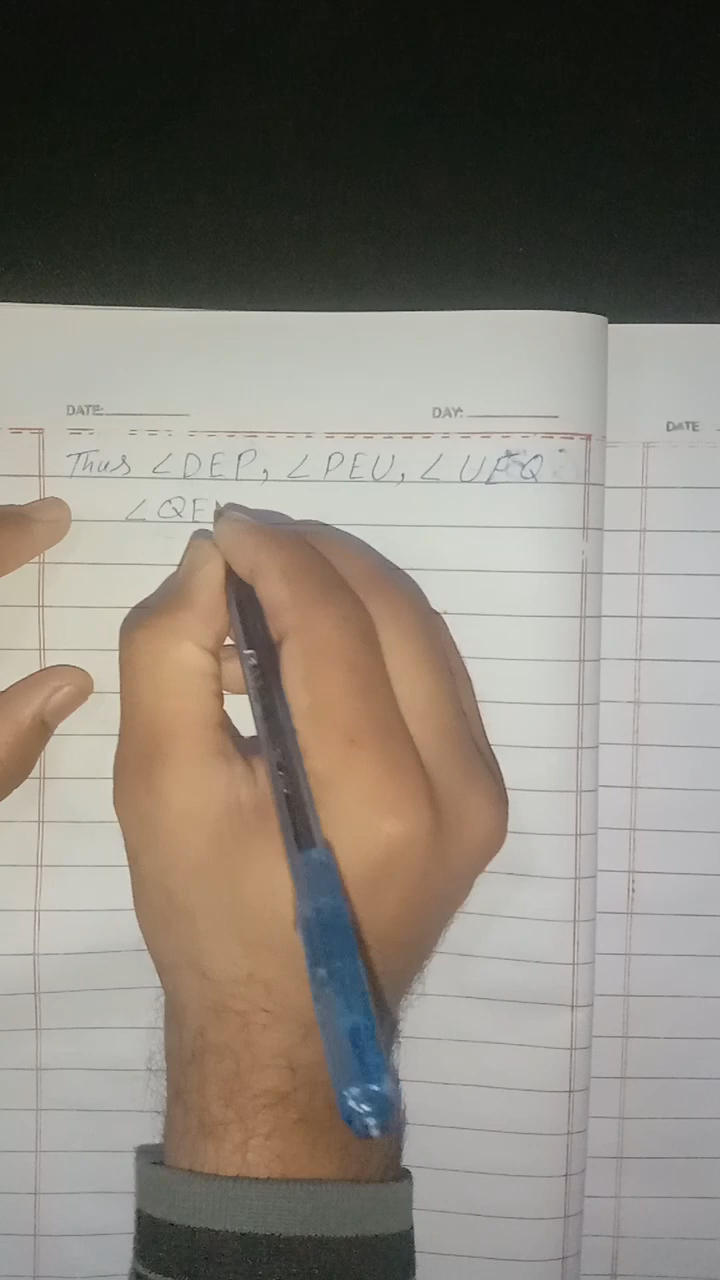 DATE: DAY:
DATE
Thus ∠DEP, ∠PEU, ∠UEQ
∠QE